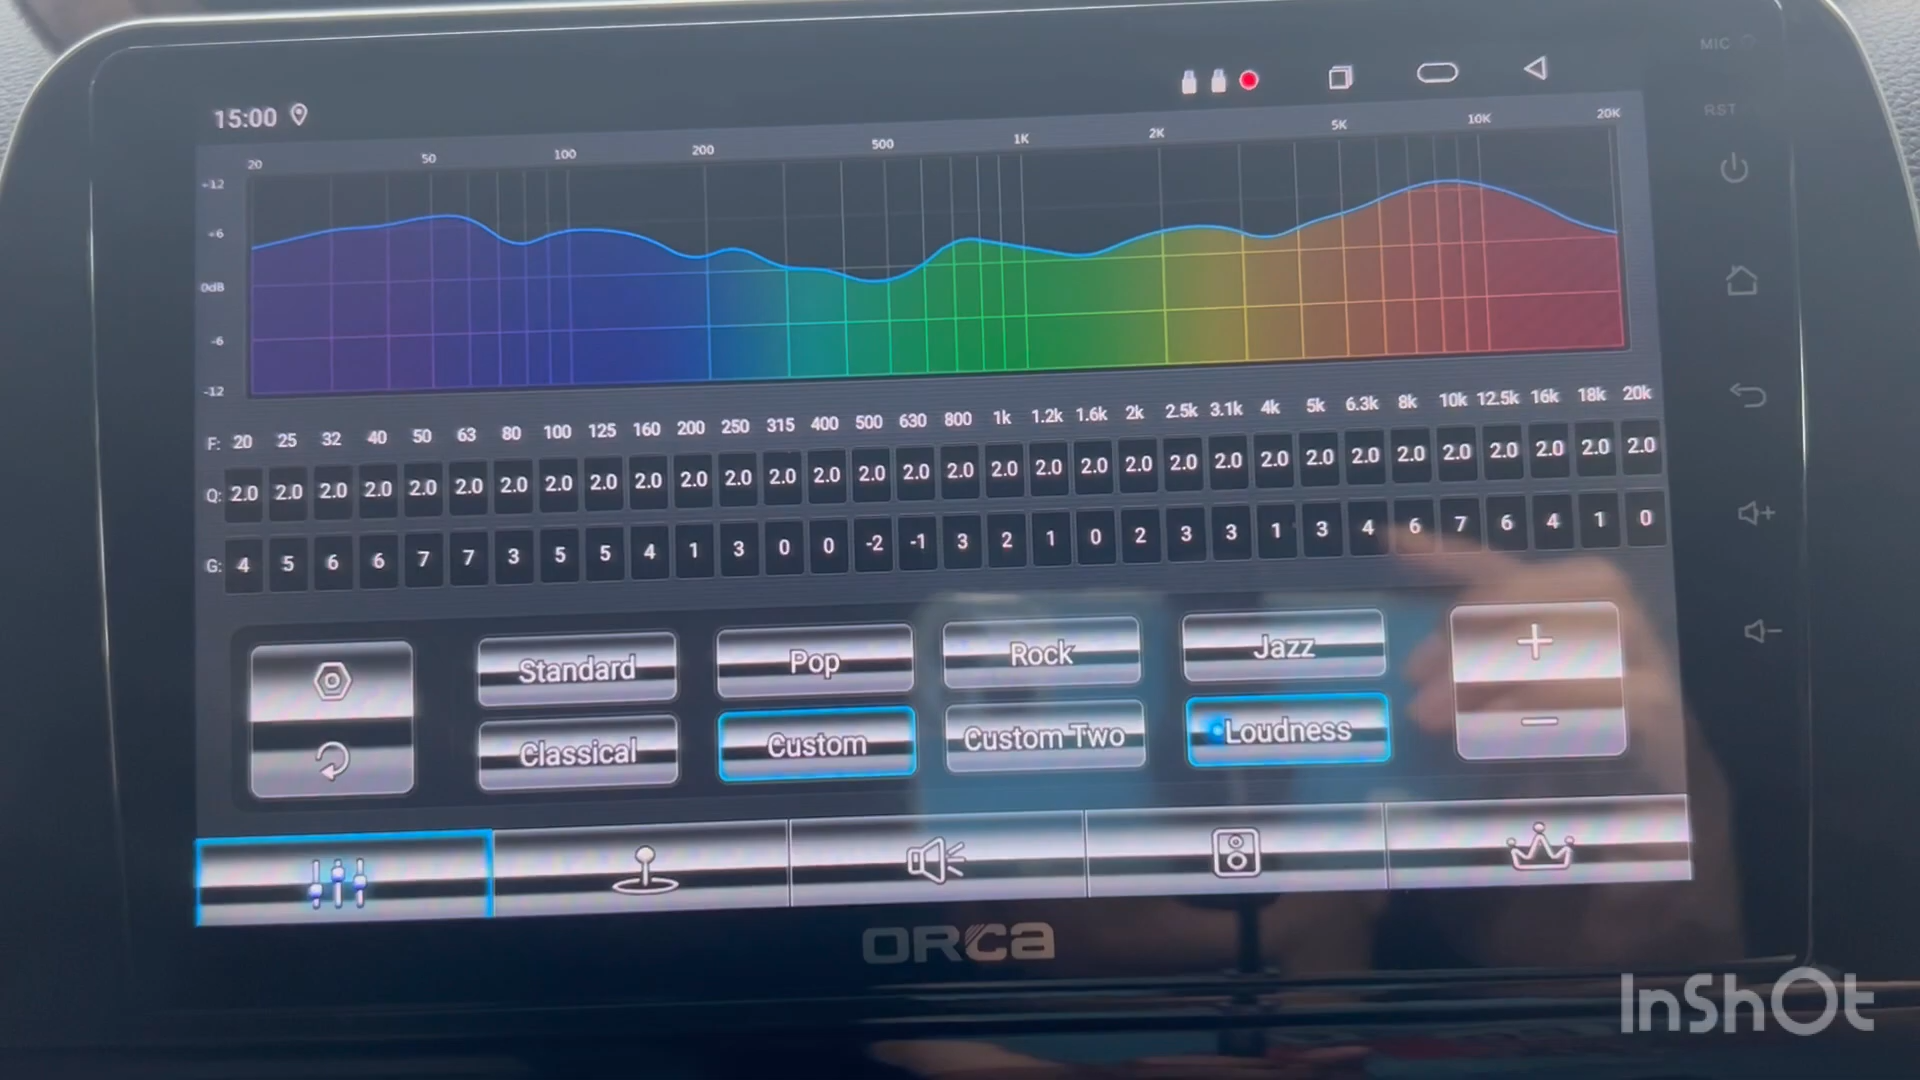 MIC
15:00
RST
20 50 100 200 500 1K 2K 5K 10K 20K
+12
+6
0dB
-6
-12
F: 20 25 32 40 50 63 80 100 125 160 200 250 315 400 500 630 800 1k 1.2k 1.6k 2k 2.5k 3.1k 4k 5k 6.3k 8k 10k 12.5k 16k 18k 20k
Q: 2.0 2.0 2.0 2.0 2.0 2.0 2.0 2.0 2.0 2.0 2.0 2.0 2.0 2.0 2.0 2.0 2.0 2.0 2.0 2.0 2.0 2.0 2.0 2.0 2.0 2.0 2.0 2.0 2.0 2.0 2.0 2.0
G: 4 5 6 6 7 7 3 5 5 4 1 3 0 0 -2 -1 3 2 1 0 2 3 3 1 3 4 6 7 6 4 1 0
Standard Pop Rock Jazz
Classical Custom Custom Two Loudness
ORCA
InShOt